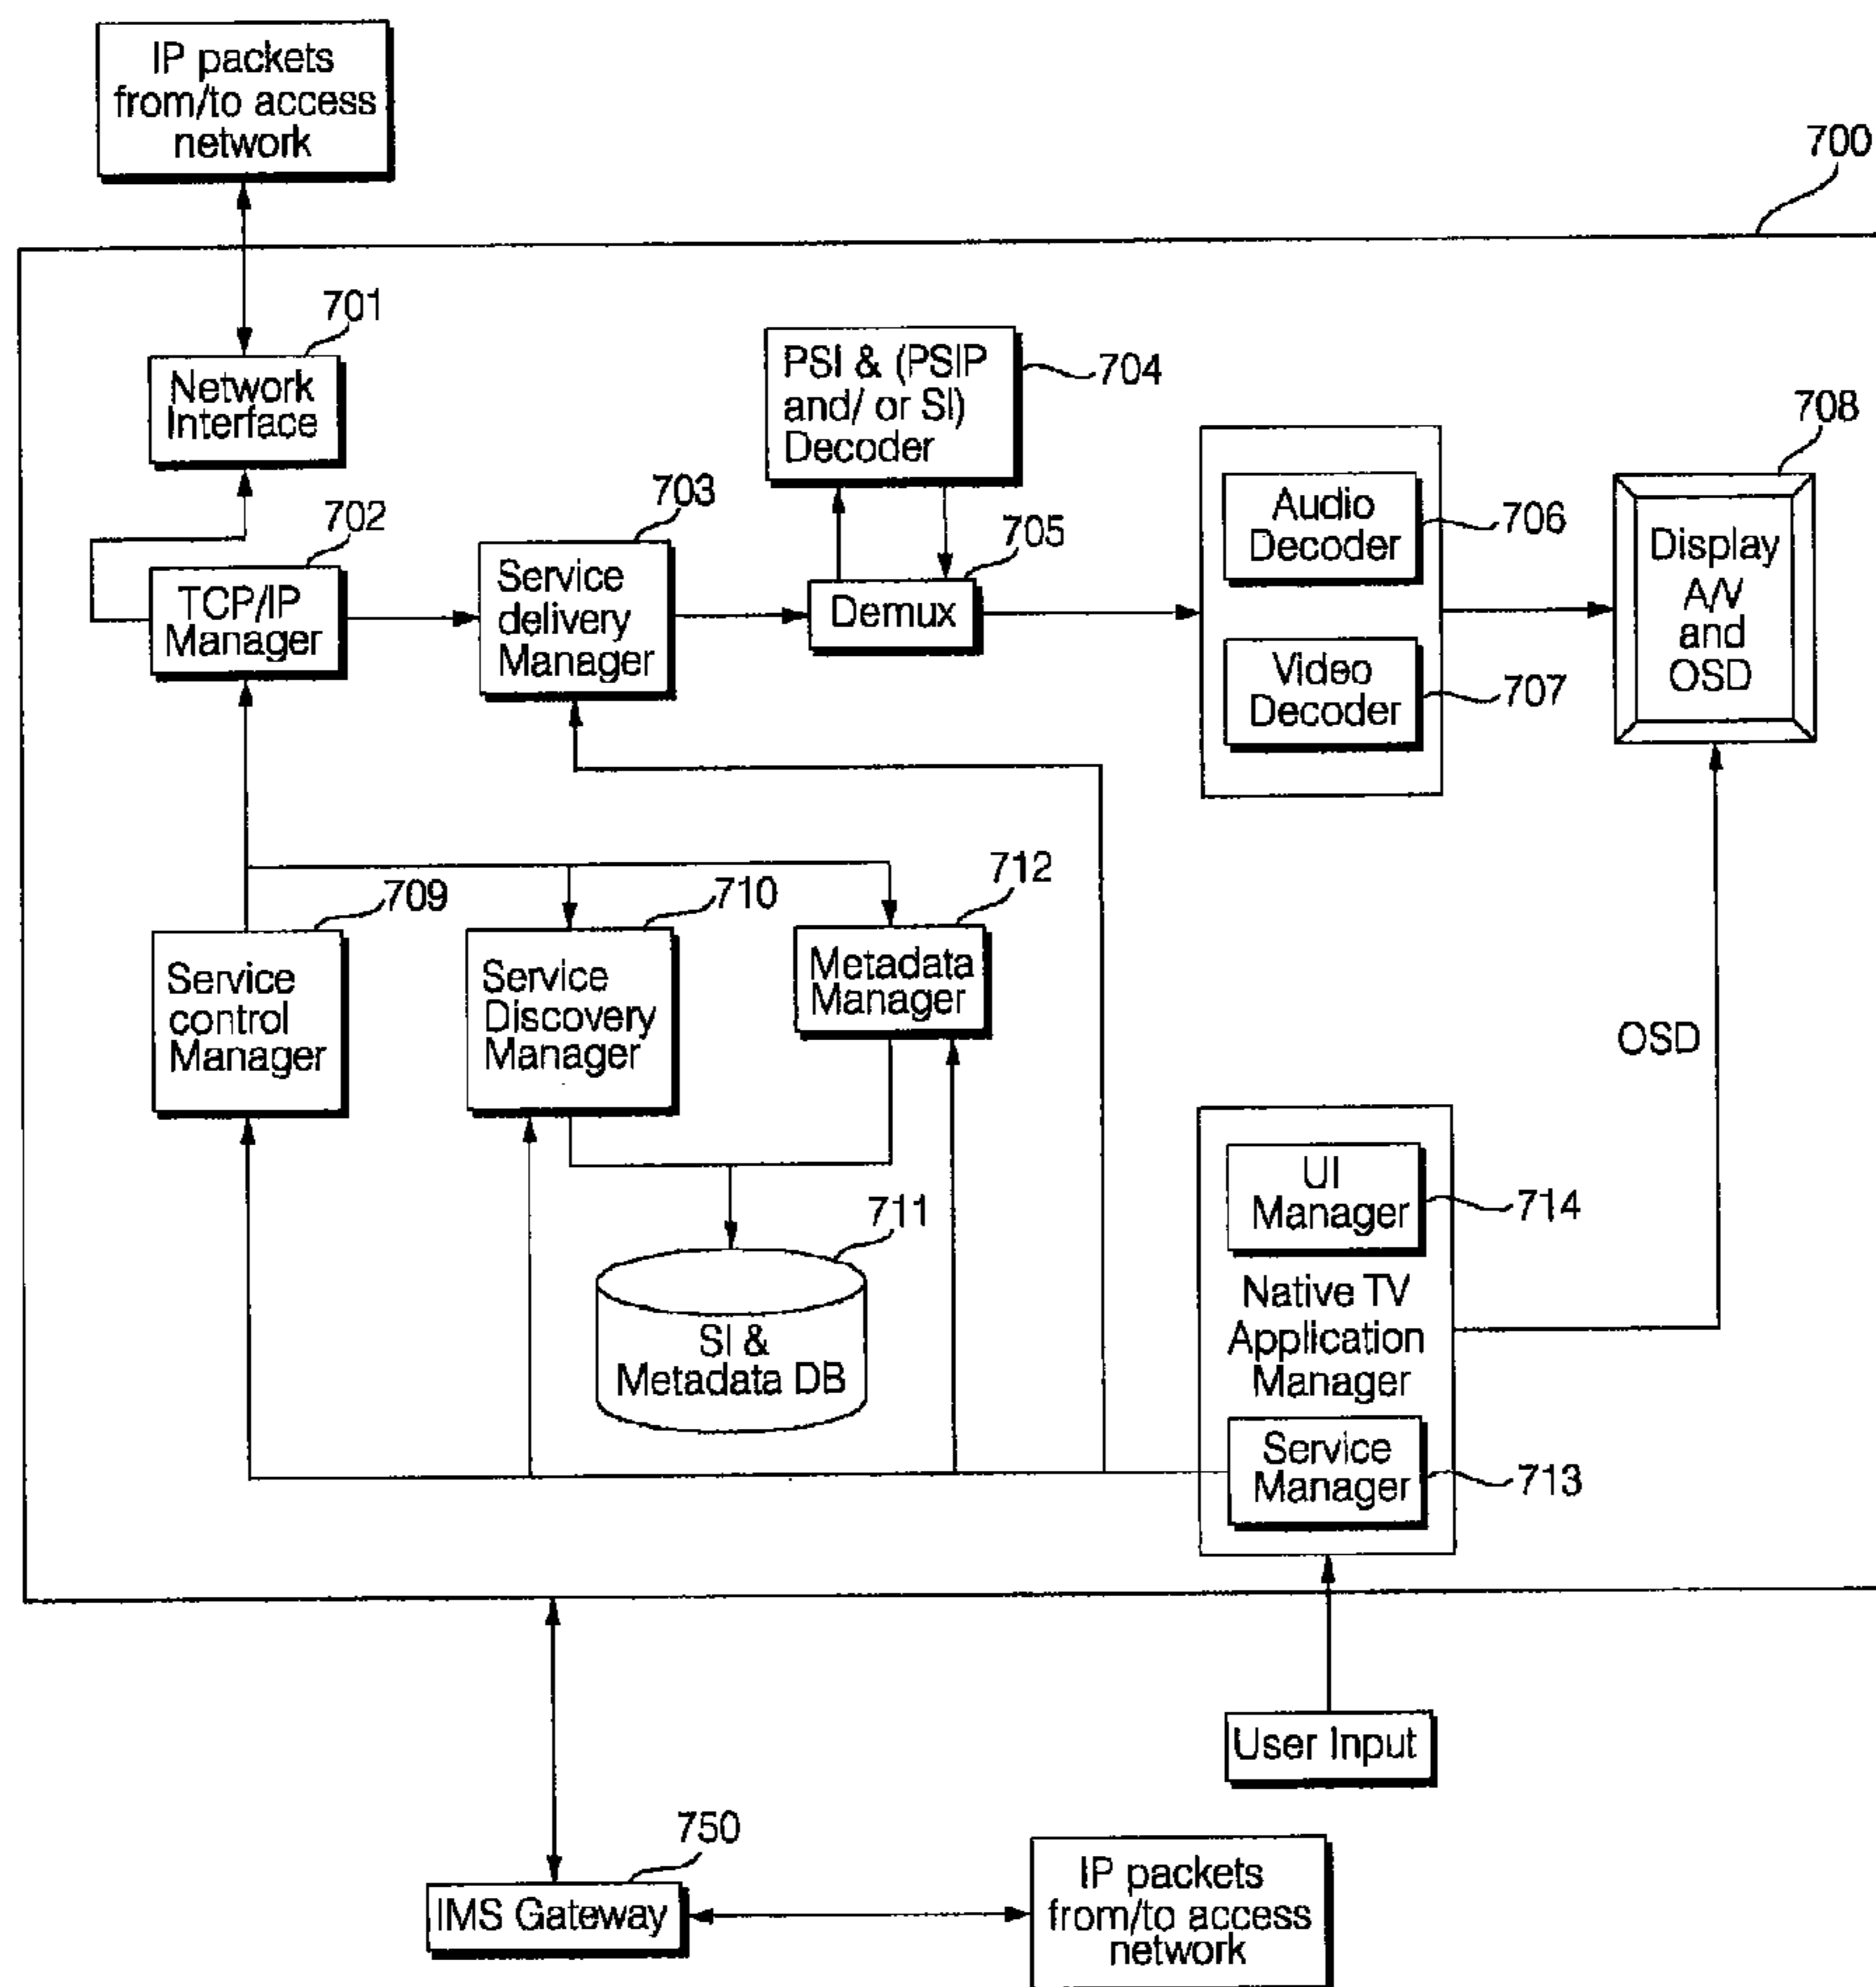 IP packets
from/to access
network
700
701
Network
Interface
702
TCP/IP
Manager
703
Service
delivery
Manager
PSI & (PSIP
and/ or SI)
Decoder
704
705
Demux
Audio
Decoder
706
Video
Decoder
707
708
Display
A/V
and
OSD
709
Service
control
Manager
710
Service
Discovery
Manager
712
Metadata
Manager
711
SI &
Metadata DB
OSD
UI
Manager
714
Native TV
Application
Manager
Service
Manager
713
User Input
750
IMS Gateway
IP packets
from/to access
network